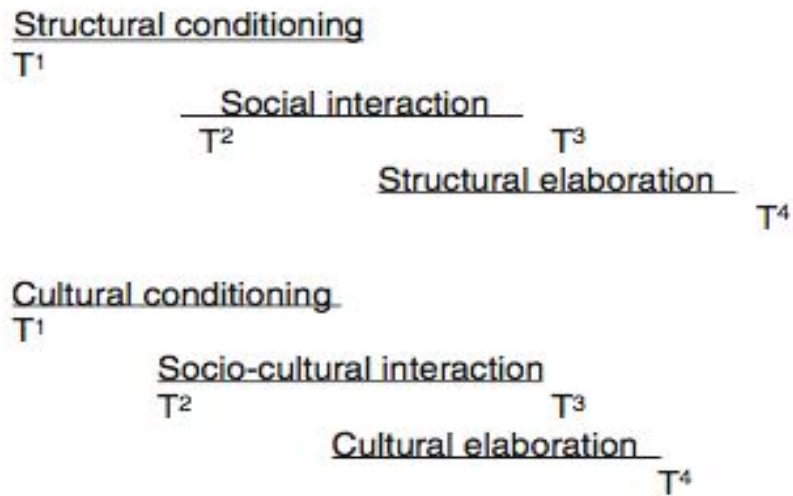 Structural conditioning
T¹
Social interaction
T² T³
Structural elaboration
T⁴
Cultural conditioning
T¹
Socio-cultural interaction
T² T³
Cultural elaboration
T⁴